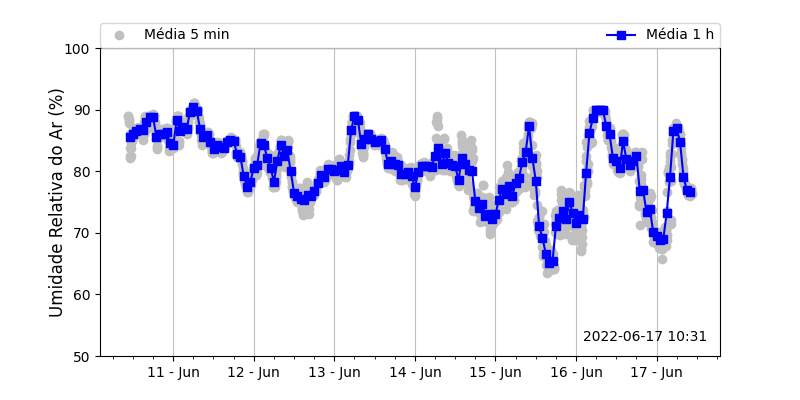 Média 5 min
Média 1 h
Umidade Relativa do Ar (%)
100
90
80
70
60
50
2022-06-17 10:31
11 - Jun
12 - Jun
13 - Jun
14 - Jun
15 - Jun
16 - Jun
17 - Jun